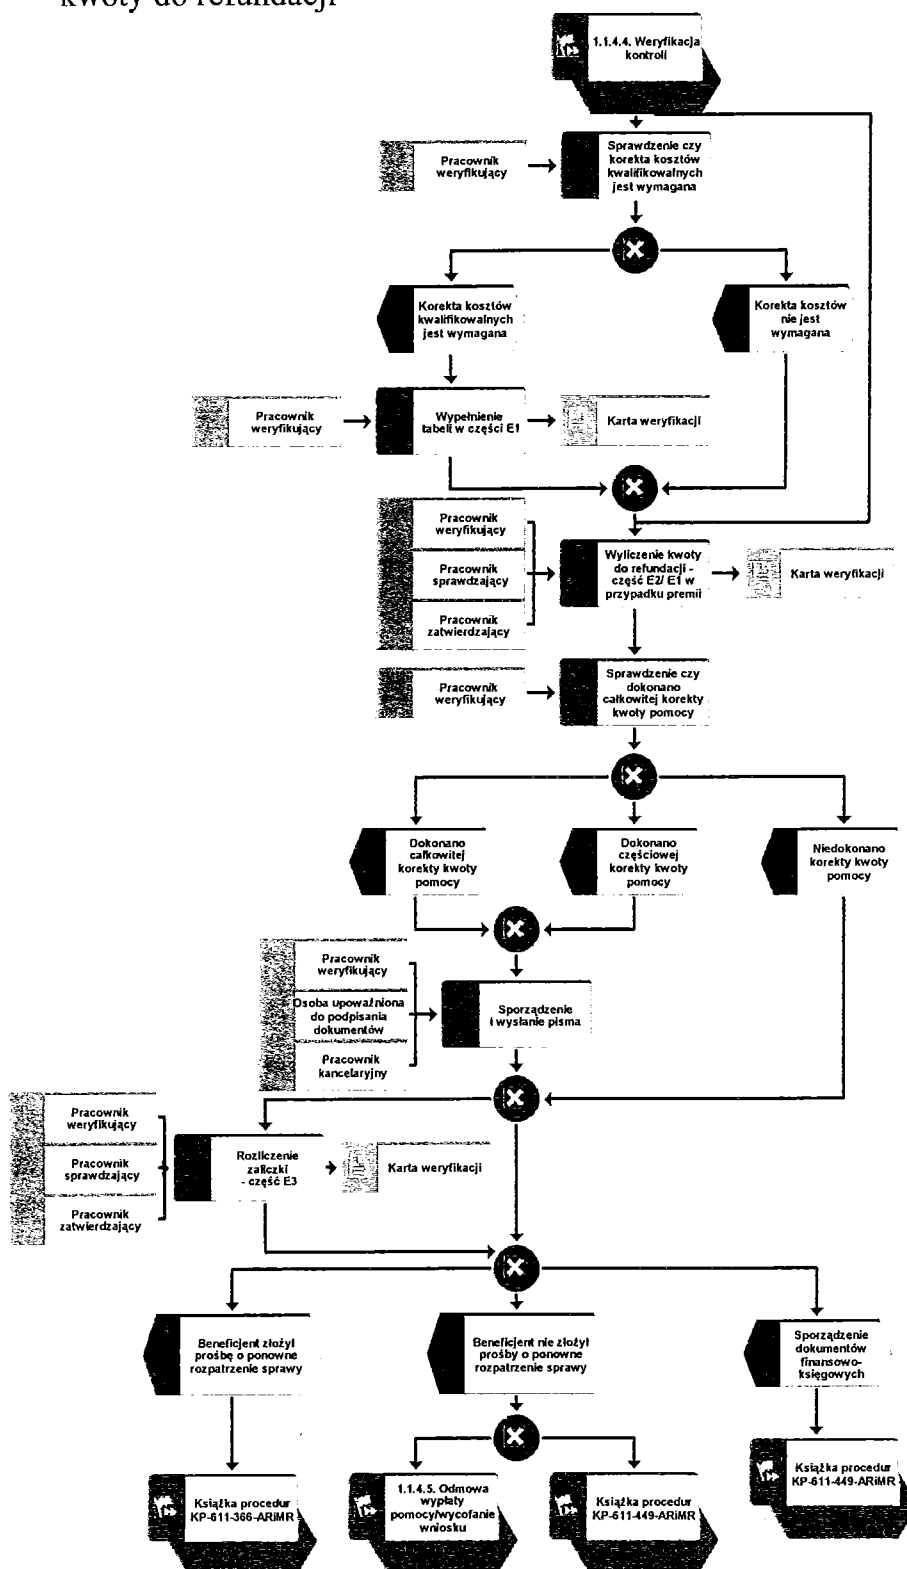 kwoty do refundacji
1.1.4.4. Weryfikacja
kontroli
Pracownik
weryfikujący
Sprawdzenie czy
korekta kosztów
kwalifikowalnych
jest wymagana
Korekta kosztów
kwalifikowalnych
jest wymagana
Korekta kosztów
nie jest
wymagana
Pracownik
weryfikujący
Wypełnienie
tabeli w części E1
Karta weryfikacji
Pracownik
weryfikujący
Pracownik
sprawdzający
Pracownik
zatwierdzający
Wyliczenie kwoty
do refundacji -
część E2/ E1 w
przypadku premii
Karta weryfikacji
Pracownik
weryfikujący
Sprawdzenie czy
dokonano
całkowitej korekty
kwoty pomocy
Dokonano
całkowitej
korekty kwoty
pomocy
Dokonano
częściowej
korekty kwoty
pomocy
Niedokonano
korekty kwoty
pomocy
Pracownik
weryfikujący
Osoba upoważniona
do podpisania
dokumentów
Pracownik
kancelaryjny
Sporządzenie
i wysłanie pisma
Pracownik
weryfikujący
Pracownik
sprawdzający
Pracownik
zatwierdzający
Rozliczenie
zaliczki
- część E3
Karta weryfikacji
Beneficjent złożył
prośbę o ponowne
rozpatrzenie sprawy
Beneficjent nie złożył
prośby o ponowne
rozpatrzenie sprawy
Sporządzenie
dokumentów
finansowo-
księgowych
Książka procedur
KP-611-366-ARiMR
1.1.4.5. Odmowa
wypłaty
pomocy/wycofanie
wniosku
Książka procedur
KP-611-449-ARiMR
Książka procedur
KP-611-449-ARiMR